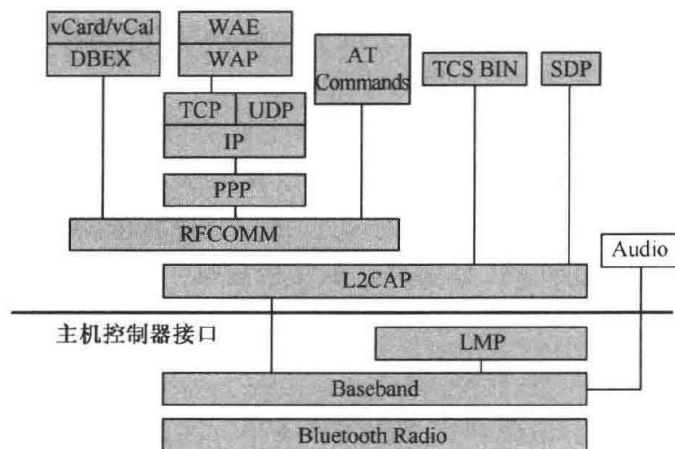 vCard/vCal
DBEX
WAE
WAP
AT
Commands
TCS BIN
SDP
TCP
UDP
IP
PPP
RFCOMM
Audio
L2CAP
主机控制器接口
LMP
Baseband
Bluetooth Radio